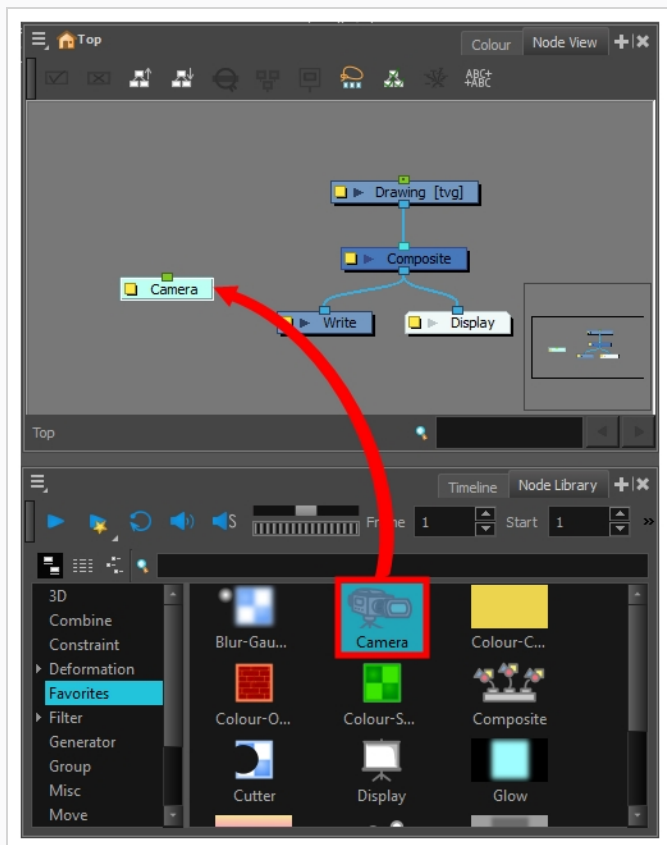 Top
Colour Node View
ABC+
+ABC
Drawing [tvg]
Composite
Camera
Write Display
Top
Timeline Node Library
S Start 1
1
3D
Combine
Constraint
Deformation
Favorites
Filter
Generator
Group
Misc
Move
Blur-Gau... Camera Colour-C...
Colour-O... Colour-S... Composite
Cutter Display Glow